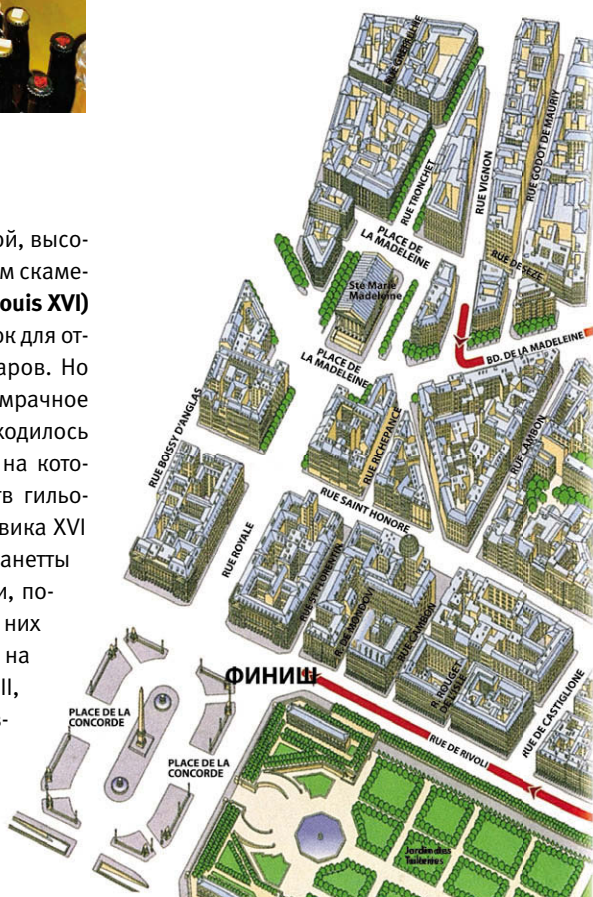 ой, высо-
м скаме-
ouis XVI)
ок для от-
аров. Но
мрачное
ходилось
на кото-
тв гильо-
вика XVI
анетты
и, по-
них
на
II,
в-
RUE GREFFULHE
RUE TRONCHET
RUE VIGNON
RUE GODOT DE MAURIY
PLACE DE
LA MADELEINE
RUE DESEZE
Ste Marie
Madeleine
BD. DE LA MADELEINE
PLACE DE
LA MADELEINE
RUE BOISSY D'ANGLAS
RUE RICHEPANCE
RUE CAMBON
RUE SAINT HONORE
RUE ROYALE
RUE ST FLORENTIN
R. DE MONDOVI
RUE CAMBON
R. ROUGET
DE LISLE
RUE DE CASTIGLIONE
ФИНИШ
PLACE DE LA
CONCORDE
RUE DE RIVOLI
PLACE DE LA
CONCORDE
Jardin des
Tuileries